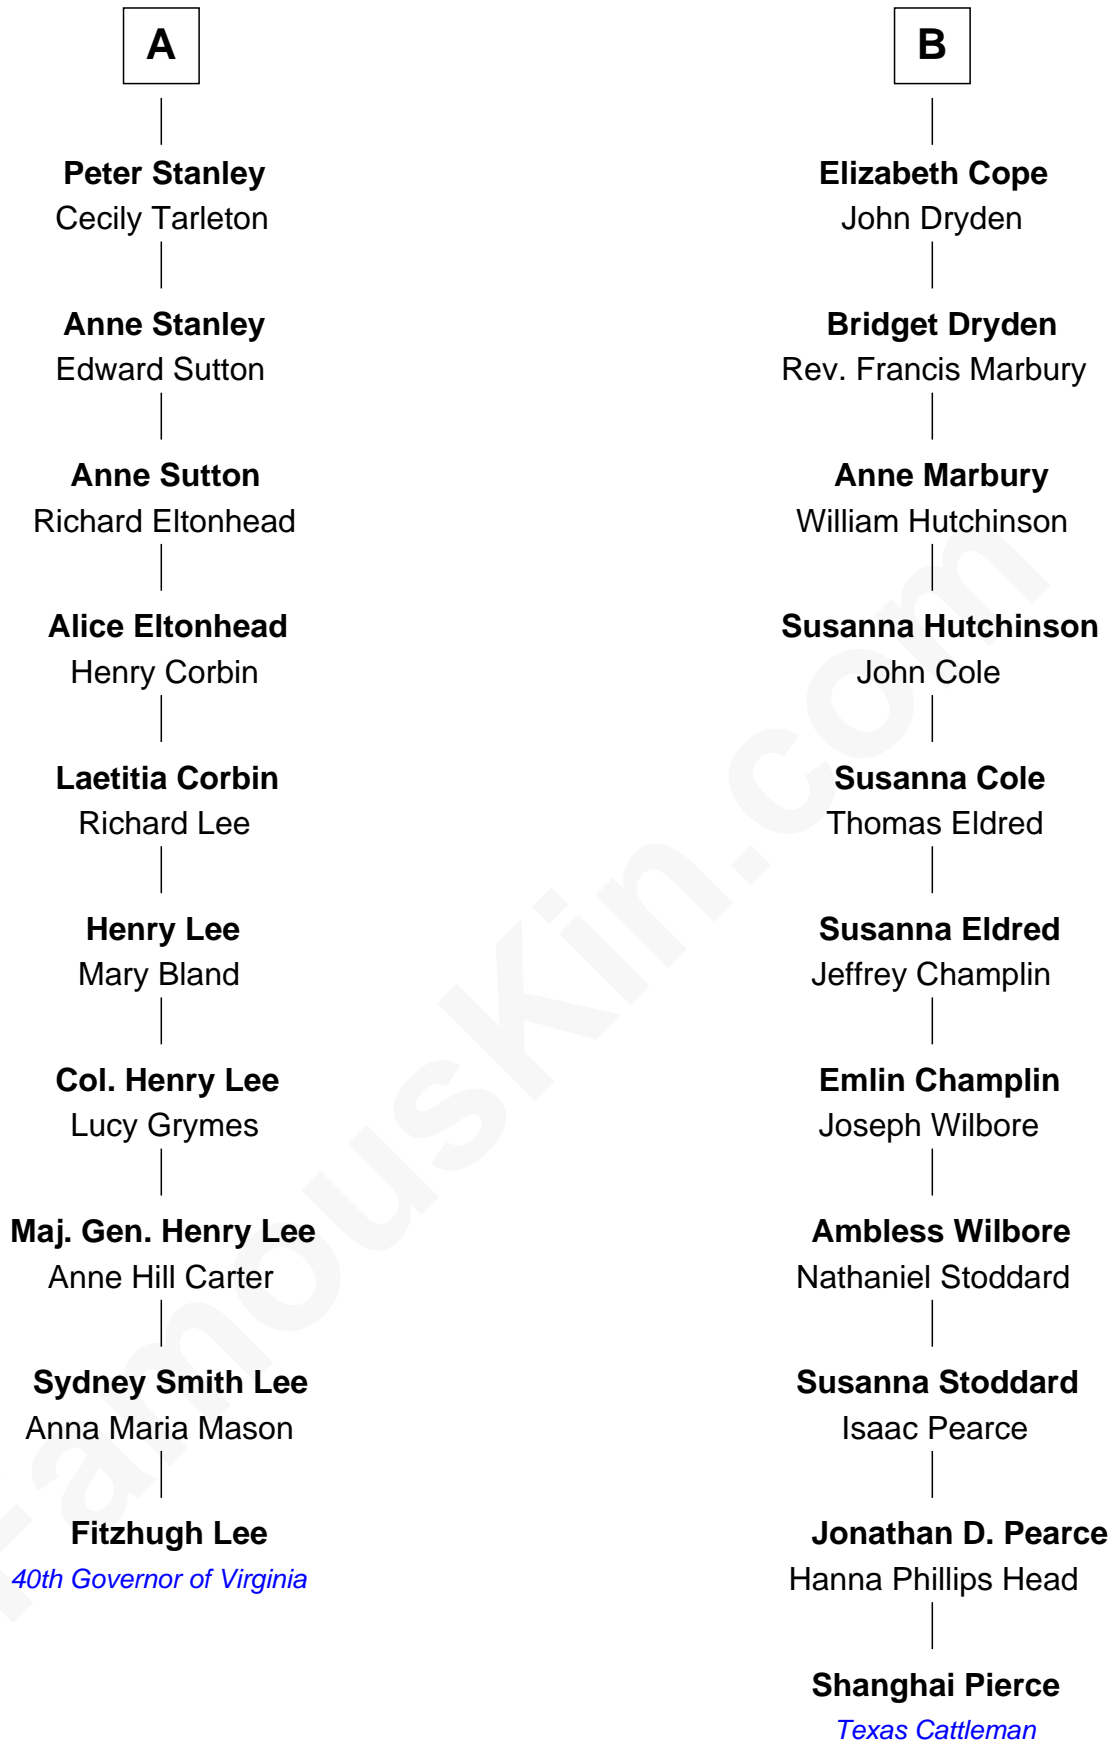 A
Peter Stanley
Cecily Tarleton
Anne Stanley
Edward Sutton
Anne Sutton
Richard Eltonhead
Alice Eltonhead
Henry Corbin
Laetitia Corbin
Richard Lee
Henry Lee
Mary Bland
Col. Henry Lee
Lucy Grymes
Maj. Gen. Henry Lee
Anne Hill Carter
Sydney Smith Lee
Anna Maria Mason
Fitzhugh Lee
40th Governor of Virginia
B
Elizabeth Cope
John Dryden
Bridget Dryden
Rev. Francis Marbury
Anne Marbury
William Hutchinson
Susanna Hutchinson
John Cole
Susanna Cole
Thomas Eldred
Susanna Eldred
Jeffrey Champlin
Emlin Champlin
Joseph Wilbore
Ambless Wilbore
Nathaniel Stoddard
Susanna Stoddard
Isaac Pearce
Jonathan D. Pearce
Hanna Phillips Head
Shanghai Pierce
Texas Cattleman
FamousKin.com